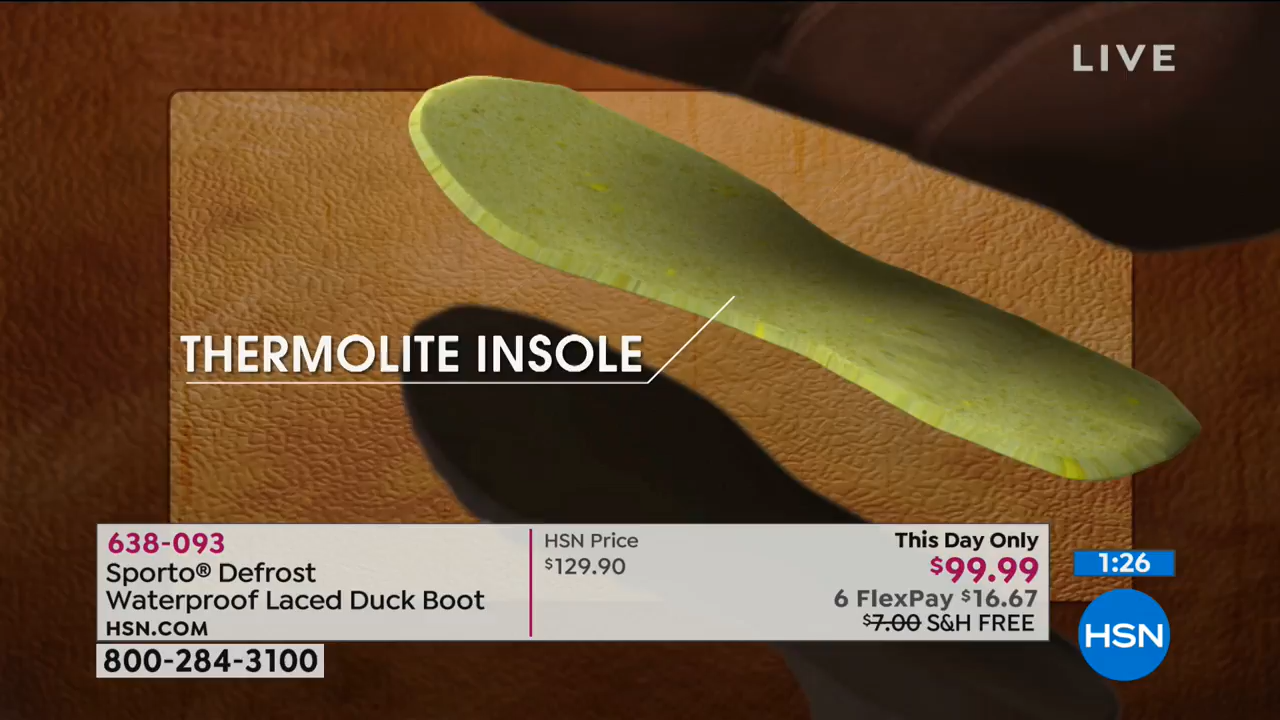 LIVE
THERMOLITE INSOLE
638-093
Sporto® Defrost
Waterproof Laced Duck Boot
HSN.COM
HSN Price
$129.90
This Day Only
$99.99
6 FlexPay $16.67
$7.00 S&H FREE
1:26
HSN
800-284-3100